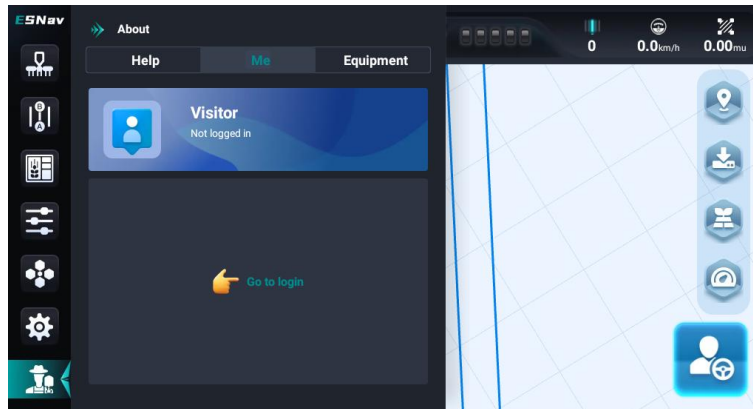 ESNav
About
Help Me Equipment
Visitor
Not logged in
Go to login
0 0.0km/h 0.00mu
B
A